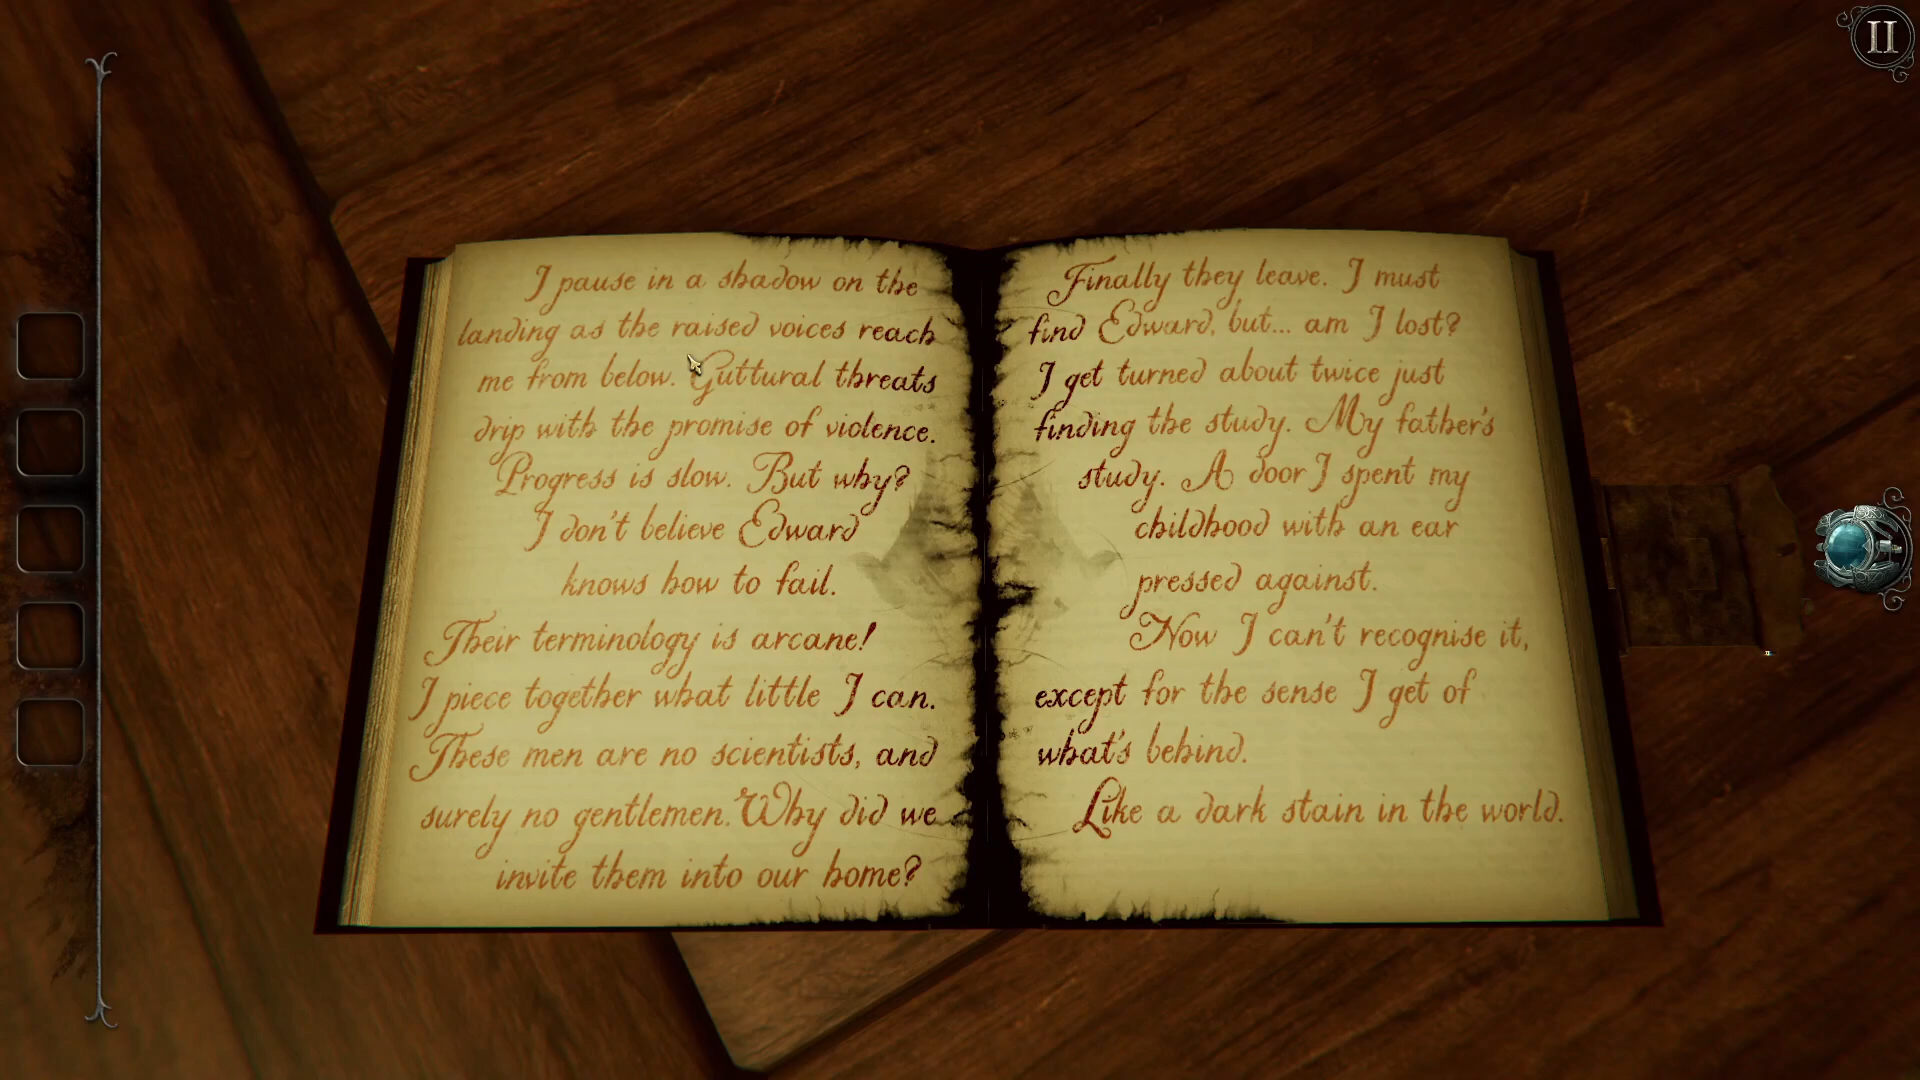 I pause in a shadow on the
landing as the raised voices reach
me from below. Guttural threats
drip with the promise of violence.
Progress is slow. But why?
I don't believe Edward
knows how to fail.
Their terminology is arcane!
I piece together what little I can.
These men are no scientists, and
surely no gentlemen. Why did we
invite them into our home?
Finally they leave. I must
find Edward, but... am I lost?
I get turned about twice just
finding the study. My father's
study. A door I spent my
childhood with an ear
pressed against.
Now I can't recognise it,
except for the sense I get of
what's behind.
Like a dark stain in the world.
II